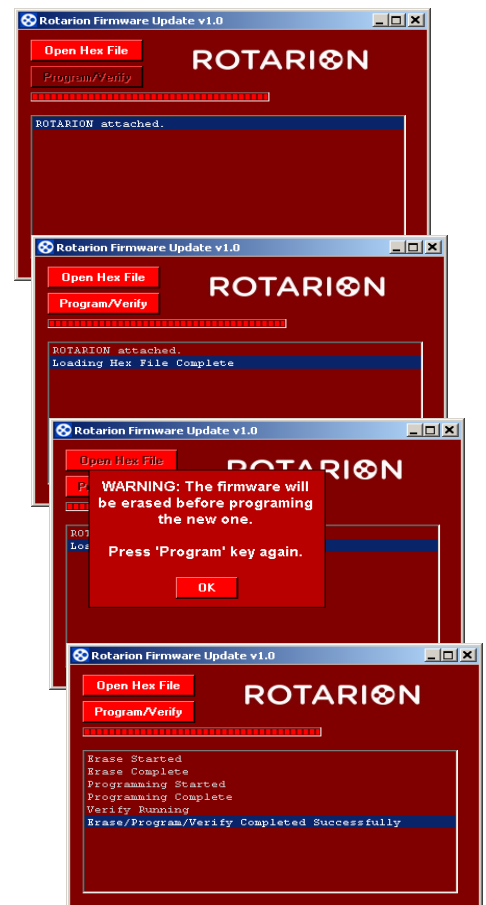 Rotarion Firmware Update v1.0
Open Hex File
ROTARION
Program/Verify
ROTARION attached.
Rotarion Firmware Update v1.0
Open Hex File
ROTARION
Program/Verify
ROTARION attached.
Loading Hex File Complete
Rotarion Firmware Update v1.0
Open Hex File
ROTARION
WARNING: The firmware will
be erased before programing
the new one.
Press 'Program' key again.
OK
Rotarion Firmware Update v1.0
Open Hex File
ROTARION
Program/Verify
Erase Started
Erase Complete
Programming Started
Programming Complete
Verify Running
Erase/Program/Verify Completed Successfully